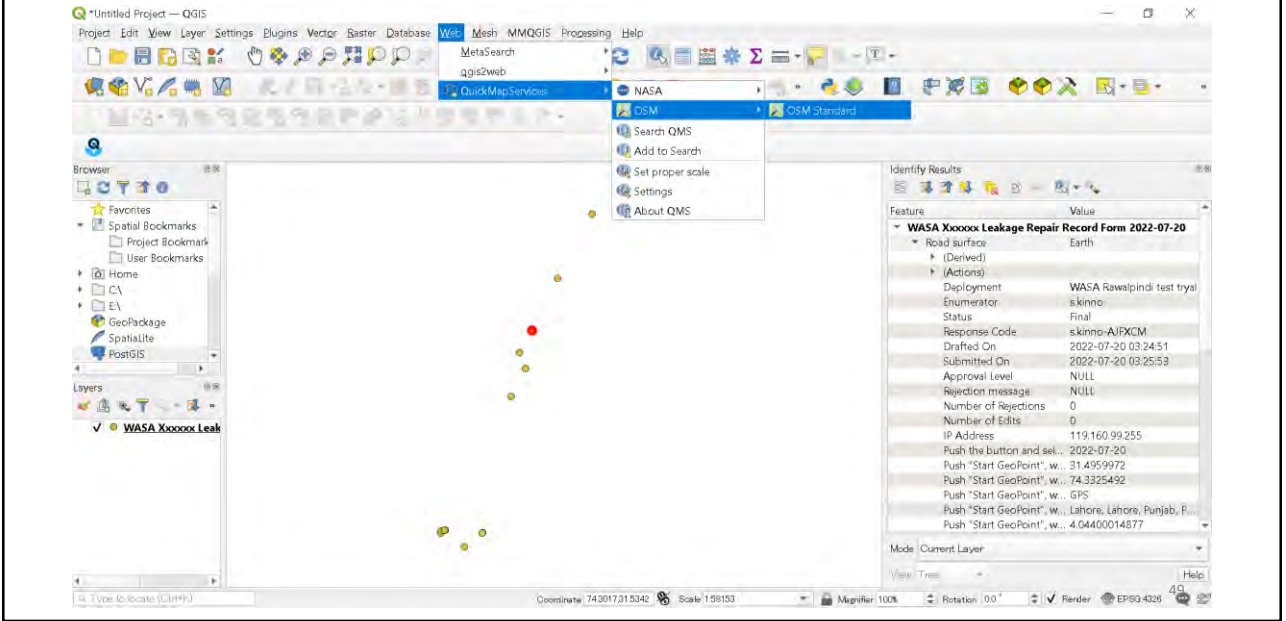 *Untitled Project — QGIS
Project Edit View Layer Settings Plugins Vector Raster Database Web Mesh MMQGIS Processing Help
MetaSearch
qgis2web
QuickMapServices
NASA
OSM
OSM Standard
Search QMS
Add to Search
Set proper scale
Settings
About QMS
Browser
Favorites
Spatial Bookmarks
Project Bookmark
User Bookmarks
Home
C:\
E:\
GeoPackage
SpatiaLite
PostGIS
Layers
WASA Xxxxxx Leak
Identify Results
Feature Value
WASA Xxxxxx Leakage Repair Record Form 2022-07-20
Road surface Earth
(Derived)
(Actions)
Deployment WASA Rawalpindi test tryal
Enumerator s.kinno
Status Final
Response Code s.kinno-AJFXCM
Drafted On 2022-07-20 03:24:51
Submitted On 2022-07-20 03:25:53
Approval Level NULL
Rejection message NULL
Number of Rejections 0
Number of Edits 0
IP Address 119.160.99.255
Push the button and sel... 2022-07-20
Push "Start GeoPoint", w... 31.4959972
Push "Start GeoPoint", w... 74.3325492
Push "Start GeoPoint", w... GPS
Push "Start GeoPoint", w... Lahore, Lahore, Punjab, P...
Push "Start GeoPoint", w... 4.04400014877
Mode Current Layer
View Tree Help
Type to locate (Ctrl+K)
Coordinate 74.3017,31.5342 Scale 1:58153 Magnifier 100% Rotation 0.0 ° Render EPSG:4326
49